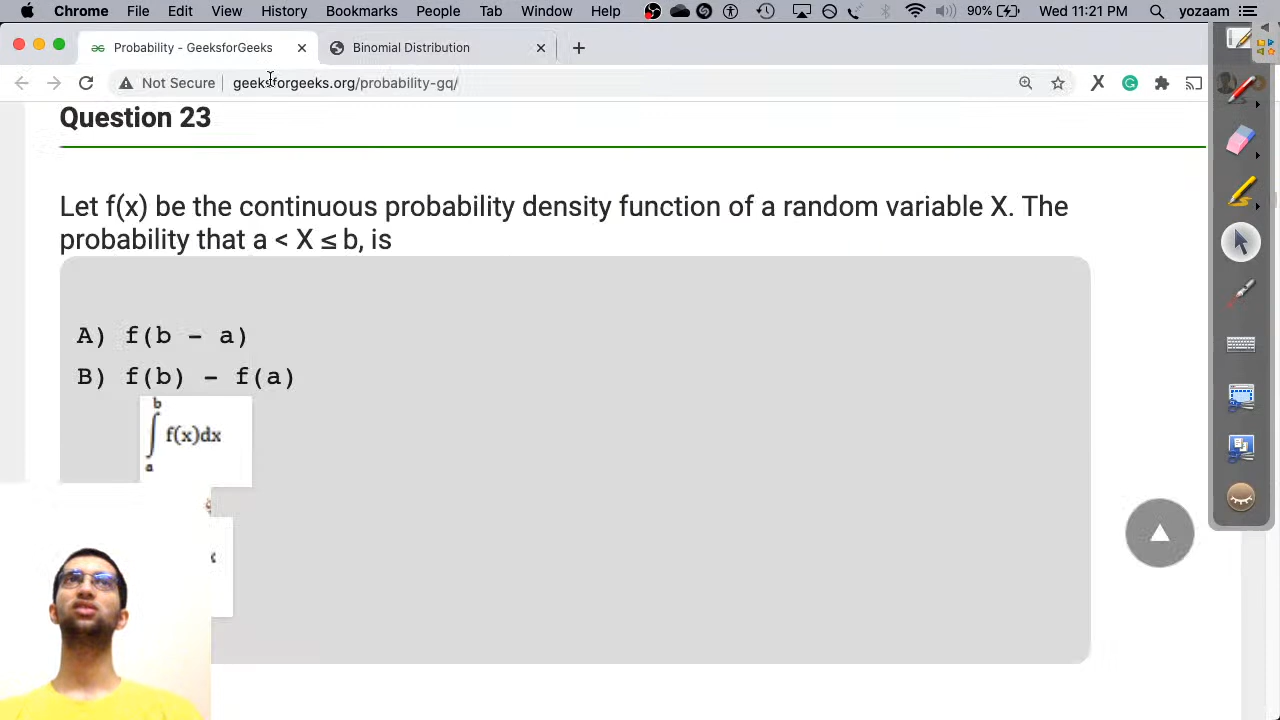 Chrome File Edit View History Bookmarks People Tab Window Help 90% Wed 11:21 PM yozaam
Probability - GeeksforGeeks
Binomial Distribution
Not Secure
geeksforgeeks.org/probability-gq/
Question 23
Let f(x) be the continuous probability density function of a random variable X. The
probability that a < X ≤ b, is
A) f(b - a)
B) f(b) - f(a)
b
∫ f(x)dx
a
x